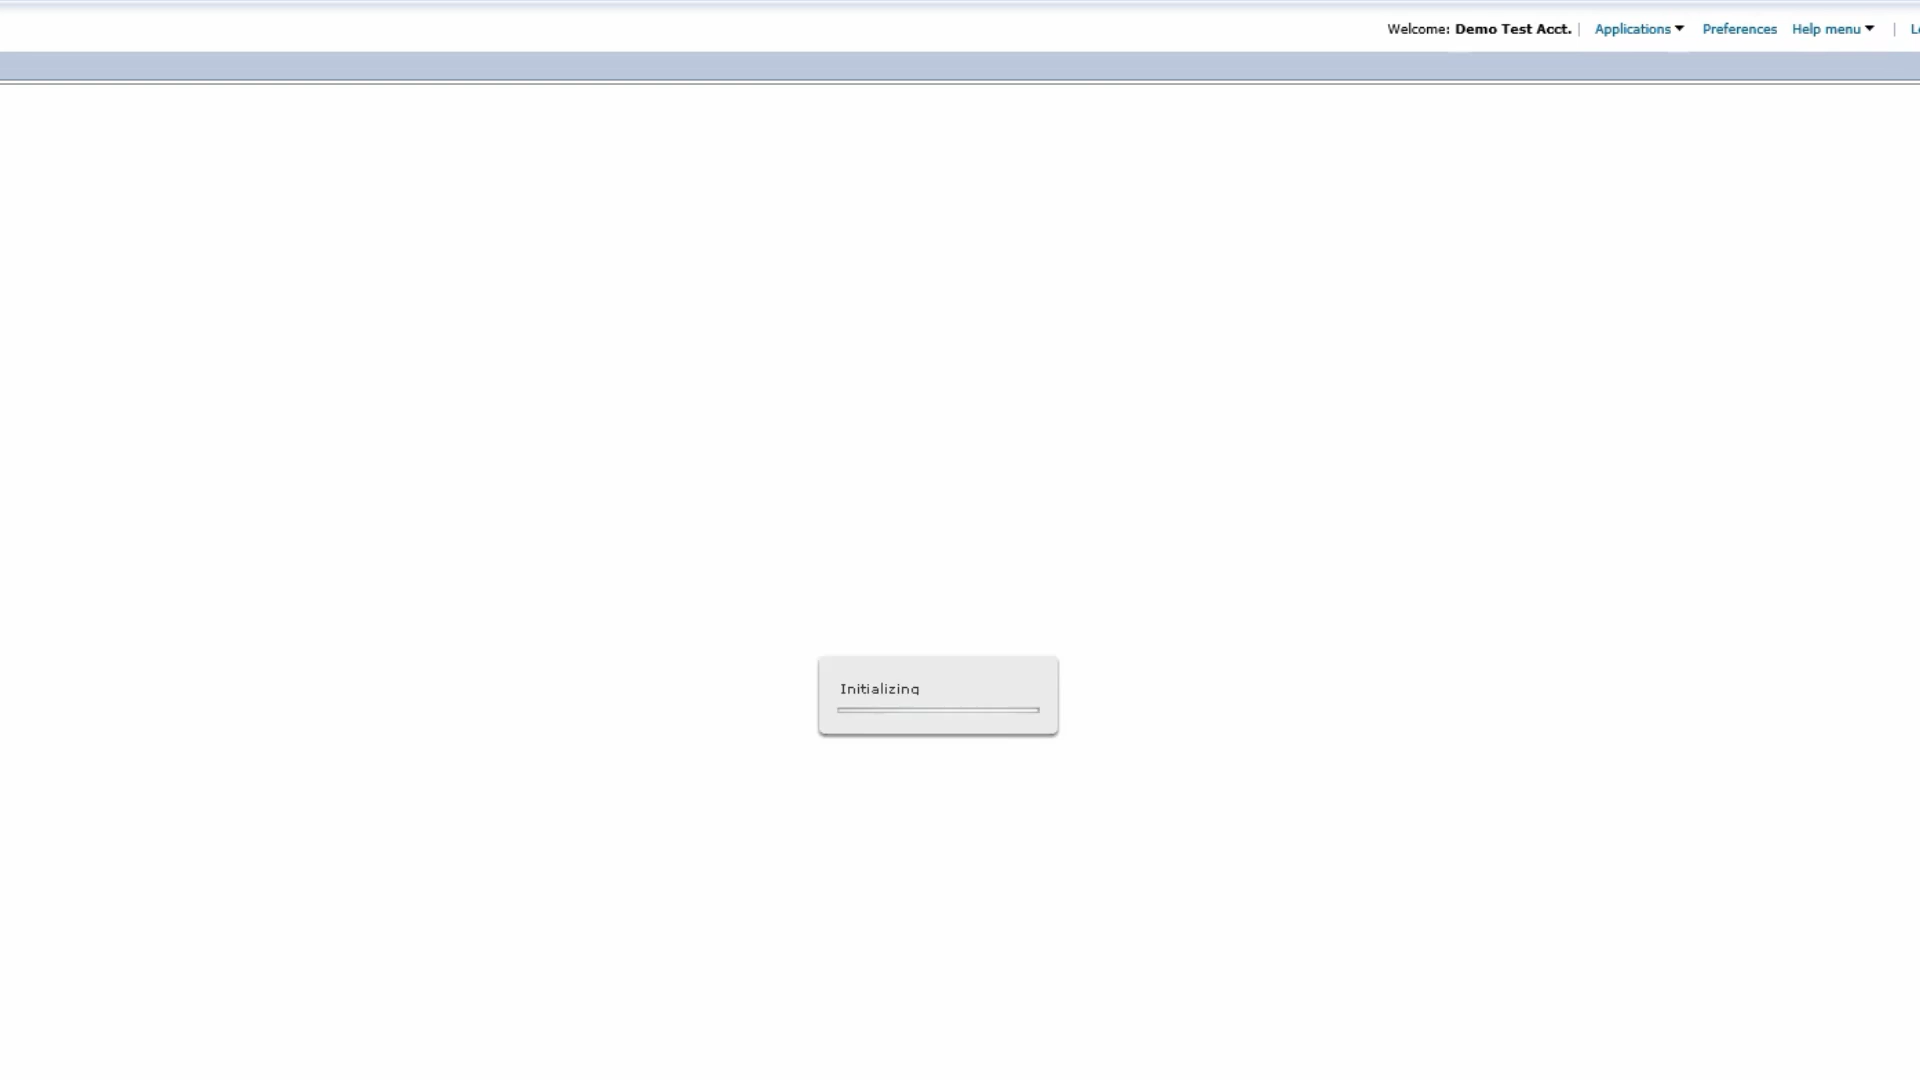 Welcome: Demo Test Acct. | Applications Preferences Help menu |
Initializing